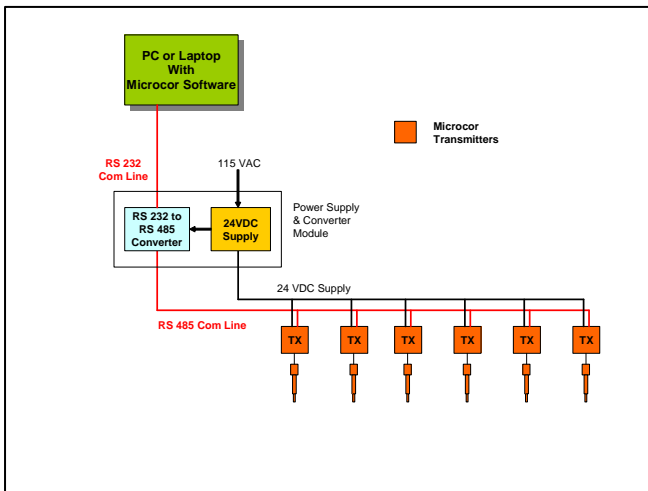 PC or Laptop
With
Microcor Software
Microcor
Transmitters
RS 232
Com Line
115 VAC
RS 232 to
RS 485
Converter
24VDC
Supply
Power Supply
& Converter
Module
24 VDC Supply
RS 485 Com Line
TX
TX
TX
TX
TX
TX